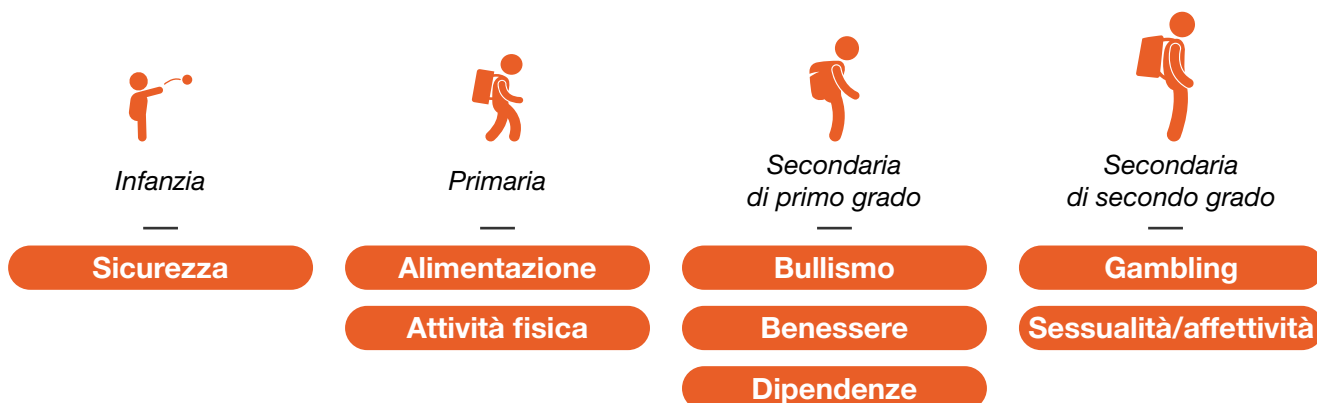 Infanzia
Sicurezza
Primaria
Alimentazione
Attività fisica
Secondaria
di primo grado
Bullismo
Benessere
Dipendenze
Secondaria
di secondo grado
Gambling
Sessualità/affettività